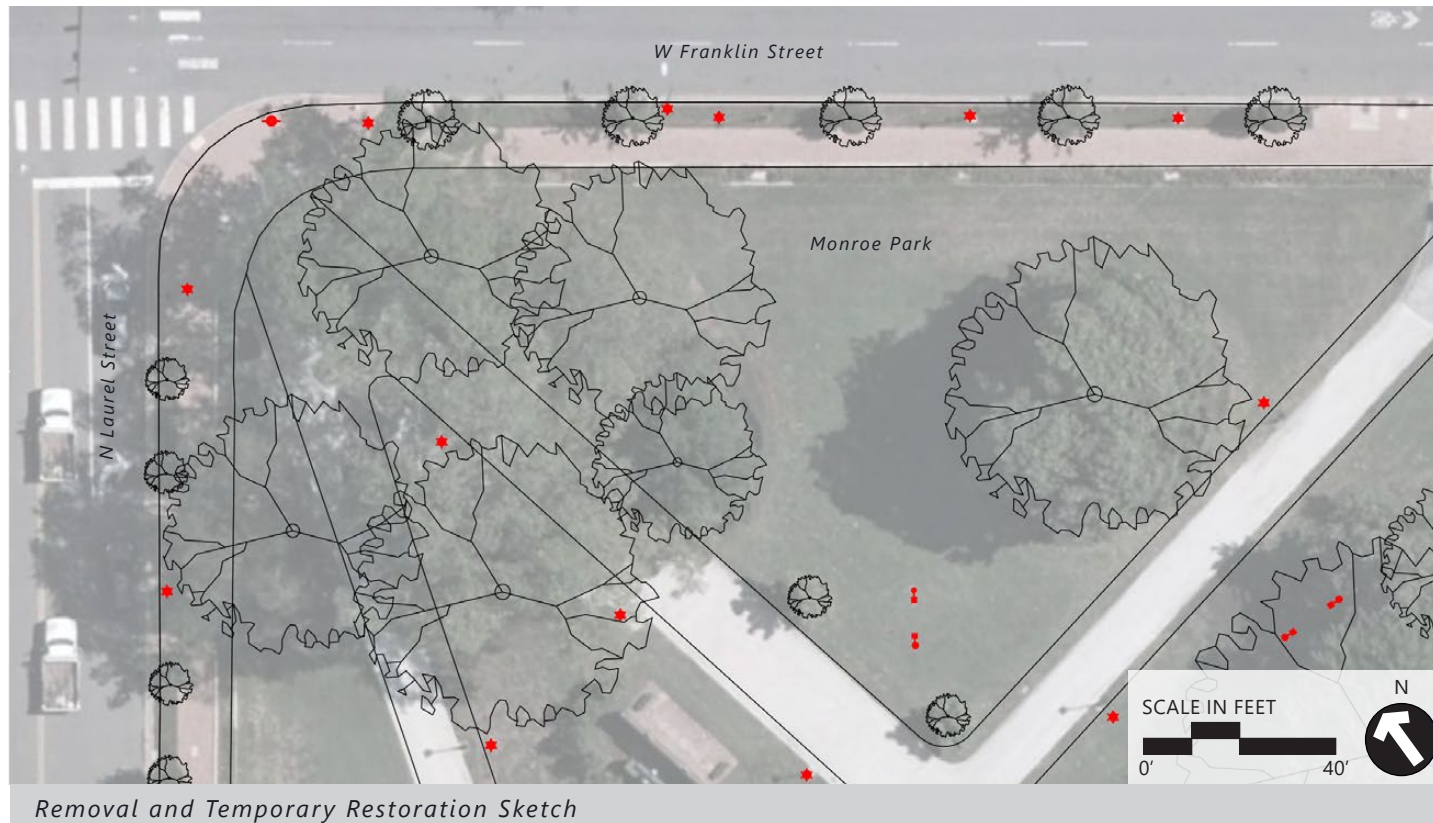 W Franklin Street
Monroe Park
N Laurel Street
SCALE IN FEET
0' 40'
N
Removal and Temporary Restoration Sketch